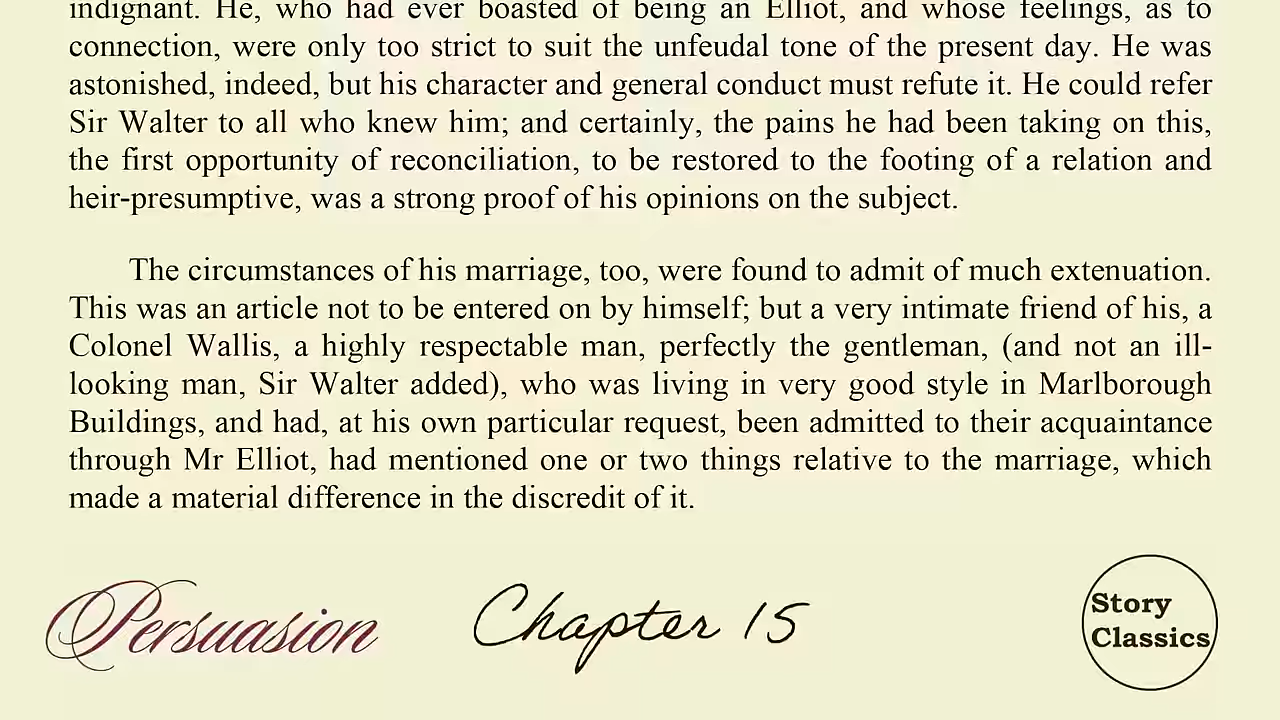 indignant. He, who had ever boasted of being an Elliot, and whose feelings, as to
connection, were only too strict to suit the unfeudal tone of the present day. He was
astonished, indeed, but his character and general conduct must refute it. He could refer
Sir Walter to all who knew him; and certainly, the pains he had been taking on this,
the first opportunity of reconciliation, to be restored to the footing of a relation and
heir-presumptive, was a strong proof of his opinions on the subject.
The circumstances of his marriage, too, were found to admit of much extenuation.
This was an article not to be entered on by himself; but a very intimate friend of his, a
Colonel Wallis, a highly respectable man, perfectly the gentleman, (and not an ill-
looking man, Sir Walter added), who was living in very good style in Marlborough
Buildings, and had, at his own particular request, been admitted to their acquaintance
through Mr Elliot, had mentioned one or two things relative to the marriage, which
made a material difference in the discredit of it.
Persuasion
Chapter 15
Story
Classics